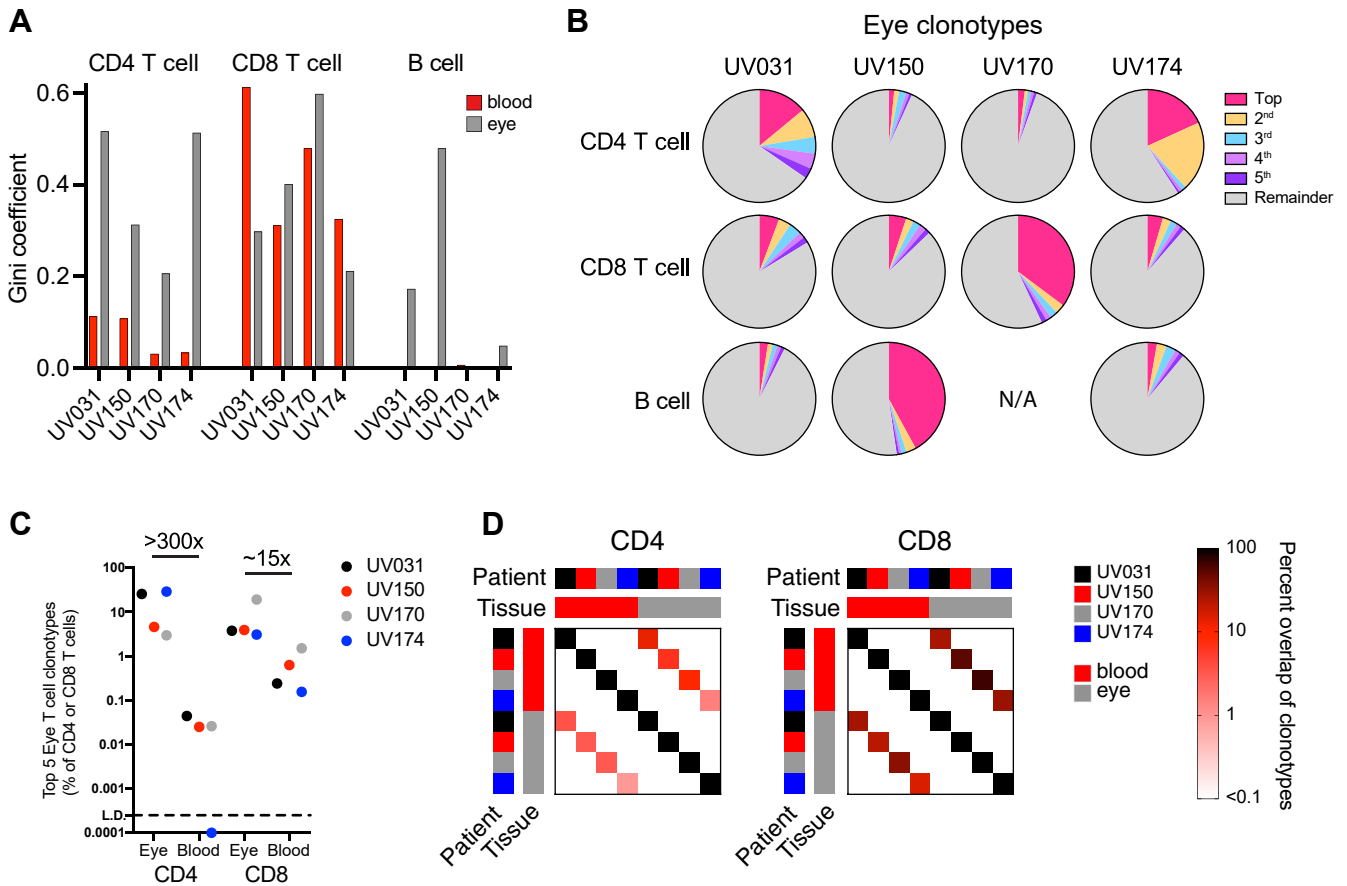 A
CD4 T cell
CD8 T cell
B cell
blood
eye
Gini coefficient
0.6
0.4
0.2
0.0
UV031
UV150
UV170
UV174
UV031
UV150
UV170
UV174
UV031
UV150
UV170
UV174
B
Eye clonotypes
UV031
UV150
UV170
UV174
CD4 T cell
CD8 T cell
B cell
N/A
Top
2nd
3rd
4th
5th
Remainder
C
>300x
~15x
UV031
UV150
UV170
UV174
Top 5 Eye T cell clonotypes
(% of CD4 or CD8 T cells)
100
10
1
0.1
0.01
0.001
L.D.
0.0001
Eye
Blood
Eye
Blood
CD4
CD8
D
CD4
Patient
Tissue
Patient
Tissue
CD8
Patient
Tissue
Patient
Tissue
UV031
UV150
UV170
UV174
blood
eye
100
10
1
<0.1
Percent overlap of clonotypes